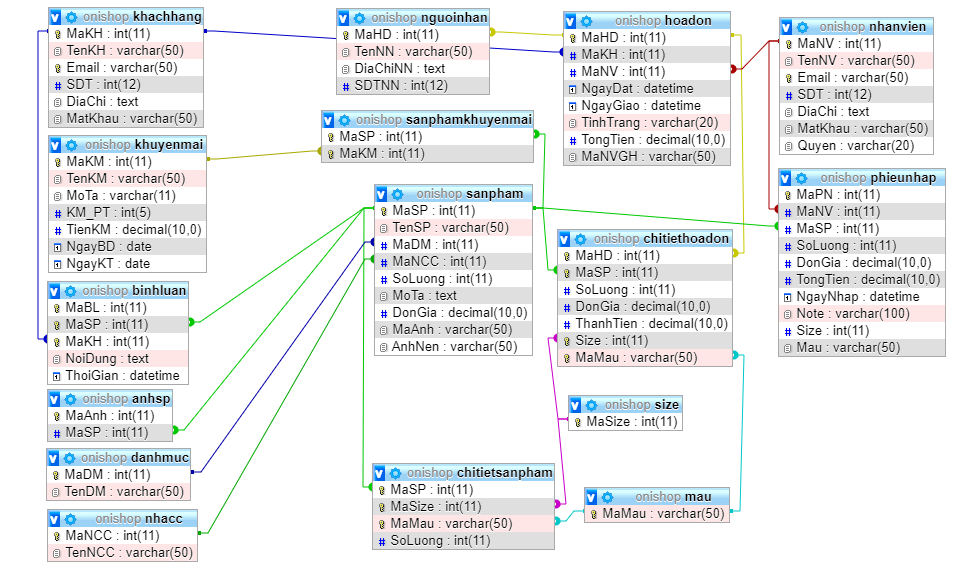 onishop khachhang
MaKH : int(11)
TenKH : varchar(50)
Email : varchar(50)
SDT : int(12)
DiaChi : text
MatKhau : varchar(50)
onishop nguoinhan
MaHD : int(11)
TenNN : varchar(50)
DiaChiNN : text
SDTNN : int(12)
onishop hoadon
MaHD : int(11)
MaKH : int(11)
MaNV : int(11)
NgayDat : datetime
NgayGiao : datetime
TinhTrang : varchar(20)
TongTien : decimal(10,0)
MaNVGH : varchar(50)
onishop nhanvien
MaNV : int(11)
TenNV : varchar(50)
Email : varchar(50)
SDT : int(12)
DiaChi : text
MatKhau : varchar(50)
Quyen : varchar(20)
onishop khuyenmai
MaKM : int(11)
TenKM : varchar(50)
MoTa : varchar(11)
KM_PT : int(5)
TienKM : decimal(10,0)
NgayBD : date
NgayKT : date
onishop sanphamkhuyenmai
MaSP : int(11)
MaKM : int(11)
onishop sanpham
MaSP : int(11)
TenSP : varchar(50)
MaDM : int(11)
MaNCC : int(11)
SoLuong : int(11)
MoTa : text
DonGia : decimal(10,0)
MaAnh : varchar(50)
AnhNen : varchar(50)
onishop phieunhap
MaPN : int(11)
MaNV : int(11)
MaSP : int(11)
SoLuong : int(11)
DonGia : decimal(10,0)
TongTien : decimal(10,0)
NgayNhap : datetime
Note : varchar(100)
Size : int(11)
Mau : varchar(50)
onishop chitiethoadon
MaHD : int(11)
MaSP : int(11)
SoLuong : int(11)
DonGia : decimal(10,0)
ThanhTien : decimal(10,0)
Size : int(11)
MaMau : varchar(50)
onishop binhluan
MaBL : int(11)
MaSP : int(11)
MaKH : int(11)
NoiDung : text
ThoiGian : datetime
onishop anhsp
MaAnh : int(11)
MaSP : int(11)
onishop size
MaSize : int(11)
onishop danhmuc
MaDM : int(11)
TenDM : varchar(50)
onishop chitietsanpham
MaSP : int(11)
MaSize : int(11)
MaMau : varchar(50)
SoLuong : int(11)
onishop mau
MaMau : varchar(50)
onishop nhacc
MaNCC : int(11)
TenNCC : varchar(50)